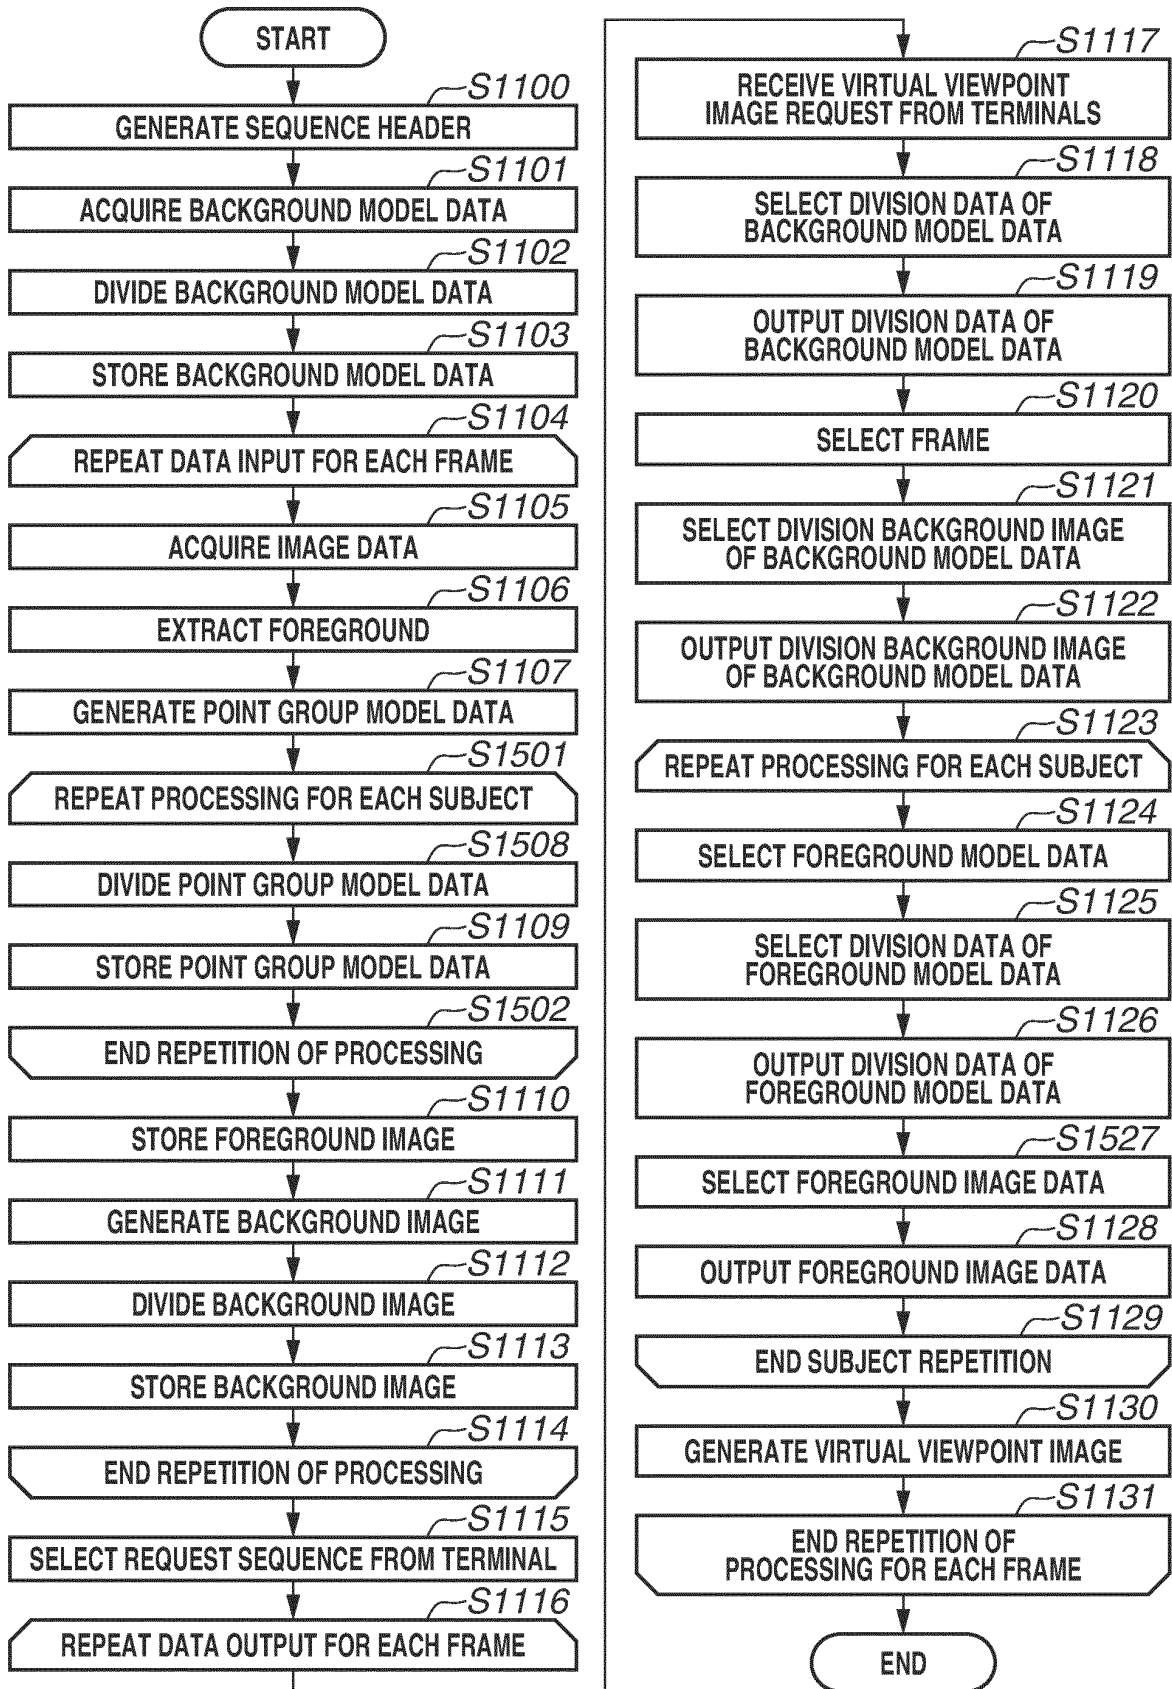 START
S1100
GENERATE SEQUENCE HEADER
S1101
ACQUIRE BACKGROUND MODEL DATA
S1102
DIVIDE BACKGROUND MODEL DATA
S1103
STORE BACKGROUND MODEL DATA
S1104
REPEAT DATA INPUT FOR EACH FRAME
S1105
ACQUIRE IMAGE DATA
S1106
EXTRACT FOREGROUND
S1107
GENERATE POINT GROUP MODEL DATA
S1501
REPEAT PROCESSING FOR EACH SUBJECT
S1508
DIVIDE POINT GROUP MODEL DATA
S1109
STORE POINT GROUP MODEL DATA
S1502
END REPETITION OF PROCESSING
S1110
STORE FOREGROUND IMAGE
S1111
GENERATE BACKGROUND IMAGE
S1112
DIVIDE BACKGROUND IMAGE
S1113
STORE BACKGROUND IMAGE
S1114
END REPETITION OF PROCESSING
S1115
SELECT REQUEST SEQUENCE FROM TERMINAL
S1116
REPEAT DATA OUTPUT FOR EACH FRAME
S1117
RECEIVE VIRTUAL VIEWPOINT
IMAGE REQUEST FROM TERMINALS
S1118
SELECT DIVISION DATA OF
BACKGROUND MODEL DATA
S1119
OUTPUT DIVISION DATA OF
BACKGROUND MODEL DATA
S1120
SELECT FRAME
S1121
SELECT DIVISION BACKGROUND IMAGE
OF BACKGROUND MODEL DATA
S1122
OUTPUT DIVISION BACKGROUND IMAGE
OF BACKGROUND MODEL DATA
S1123
REPEAT PROCESSING FOR EACH SUBJECT
S1124
SELECT FOREGROUND MODEL DATA
S1125
SELECT DIVISION DATA OF
FOREGROUND MODEL DATA
S1126
OUTPUT DIVISION DATA OF
FOREGROUND MODEL DATA
S1527
SELECT FOREGROUND IMAGE DATA
S1128
OUTPUT FOREGROUND IMAGE DATA
S1129
END SUBJECT REPETITION
S1130
GENERATE VIRTUAL VIEWPOINT IMAGE
S1131
END REPETITION OF
PROCESSING FOR EACH FRAME
END